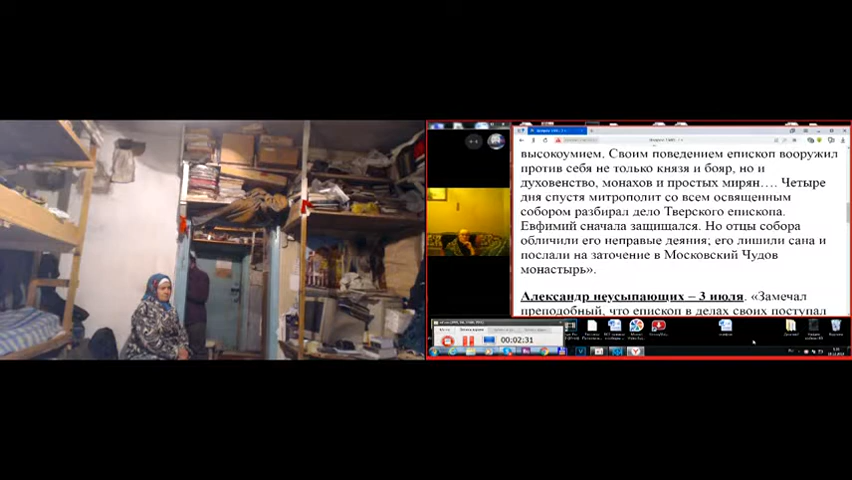 высокоумием. Своим поведением епископ вооружил
против себя не только князя и бояр, но и
духовенство, монахов и простых мирян…. Четыре
дня спустя митрополит со всем освященным
собором разбирал дело Тверского епископа.
Евфимий сначала защищался. Но отцы собора
обличили его неправые деяния; его лишили сана и
послали на заточение в Московский Чудов
монастырь».
Александр неусыпающих – 3 июля. «Замечал
преподобный, что епископ в делах своих поступал
00:02:31